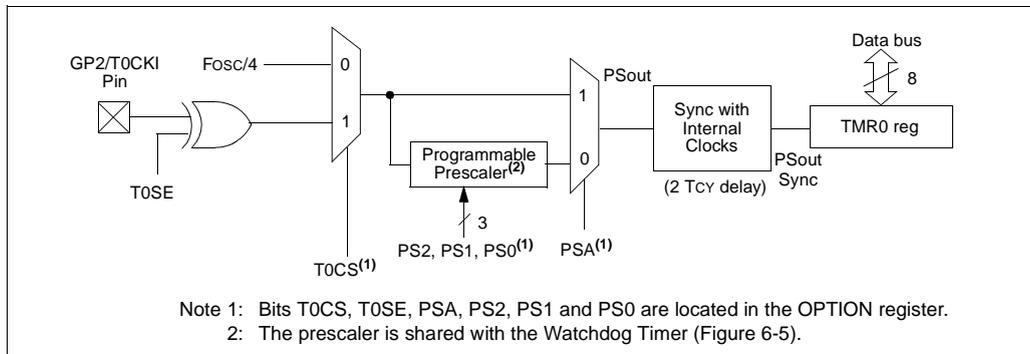 Data bus
GP2/T0CKI
Pin
FOSC/4
0
PSout
8
1
1
Sync with
Internal
Clocks
TMR0 reg
Programmable
Prescaler(2)
0
PSout
Sync
T0SE
(2 TCY delay)
3
PS2, PS1, PS0(1)
PSA(1)
T0CS(1)
Note 1: Bits T0CS, T0SE, PSA, PS2, PS1 and PS0 are located in the OPTION register.
2: The prescaler is shared with the Watchdog Timer (Figure 6-5).